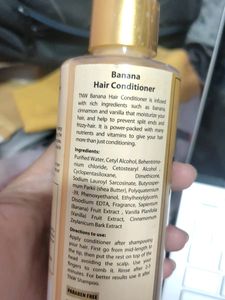 Banana
Hair Conditioner
TNW Banana Hair Conditioner is infused
with rich ingredients such as banana,
cinnamon and vanilla that moisturize your
hair, and help to prevent split ends and
frizzy-hair. It is power-packed with many
nutrients and vitamins to give your hair
more than just conditioning.
Ingredients:
Purified Water, Cetyl Alcohol, Behentrimo-
nium chloride, Cetostearyl Alcohol,
Cyclopentasiloxane, Dimethicone,
Sodium Lauroyl Sarcosinate, Butyrosper-
mum Parkii (shea Butter), Polyquaternium
Phenoxyethanol, Ethylhexylglycerin,
Disodium EDTA, Fragrance, Sapientum
(Banana) Fruit Extract, Vanilla Planifolia
(Vanilla) Fruit Extract, Cinnamomum
Zeylanicum Bark Extract
Directions to use:
Apply conditioner after shampooing
your hair. First go from mid-length to
the tip; then put the rest on top of the
head avoiding the scalp. Use your
fingers to comb it. Rinse after 2-3
minutes. For better results use it after
TNW Shampoo.
PARABEN FREE